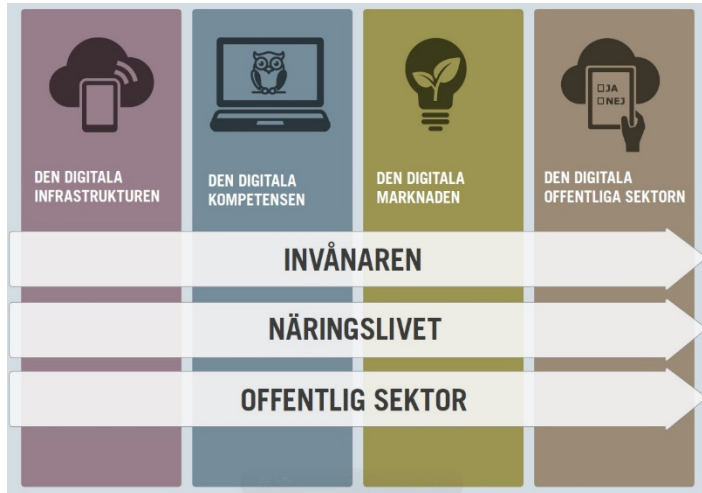 JA
NEJ
DEN DIGITALA
INFRASTRUKTUREN
DEN DIGITALA
KOMPETENSEN
DEN DIGITALA
MARKNADEN
DEN DIGITALA
OFFENTLIGA SEKTORN
INVÅNAREN
NÄRINGSLIVET
OFFENTLIG SEKTOR